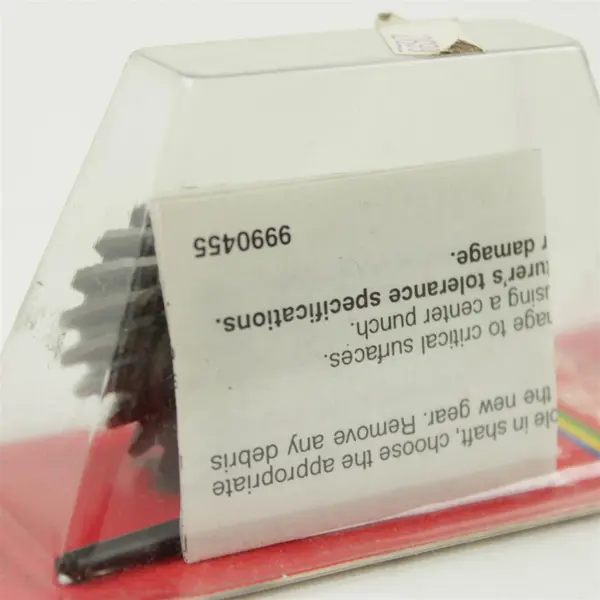 ole in shaft, choose the appropriate
the new gear. Remove any debris
age to critical surfaces.
using a center punch.
urer's tolerance specifications.
r damage.
9990455